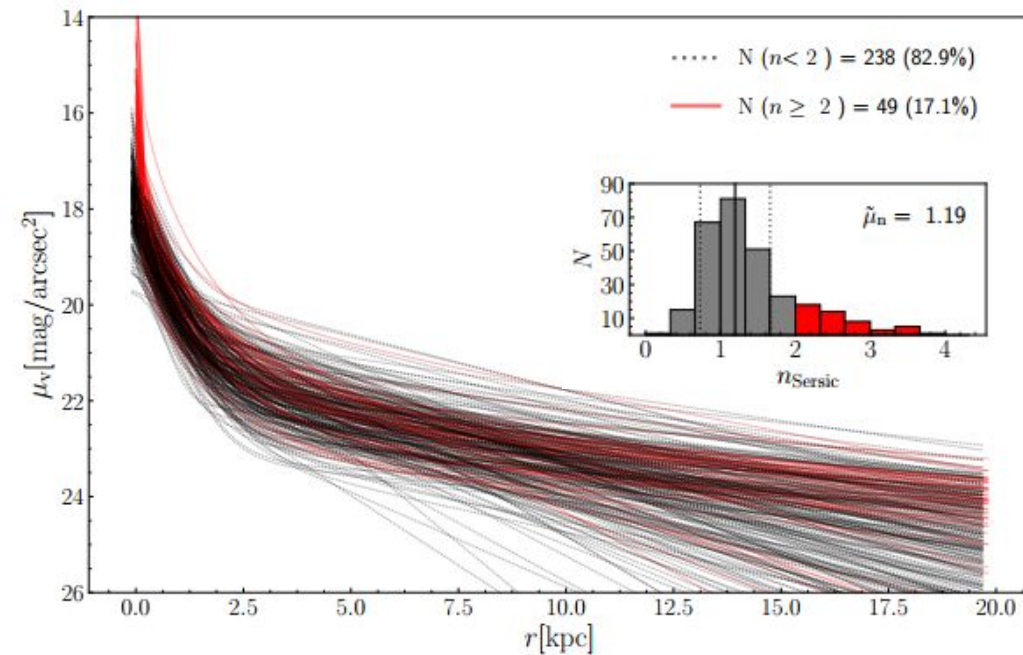 N (n < 2 ) = 238 (82.9%)
N (n ≥ 2 ) = 49 (17.1%)
μ̃n = 1.19
90
70
50
30
10
N
0 1 2 3 4
nSersic
14
16
18
20
22
24
26
μv[mag/arcsec²]
0.0 2.5 5.0 7.5 10.0 12.5 15.0 17.5 20.0
r[kpc]